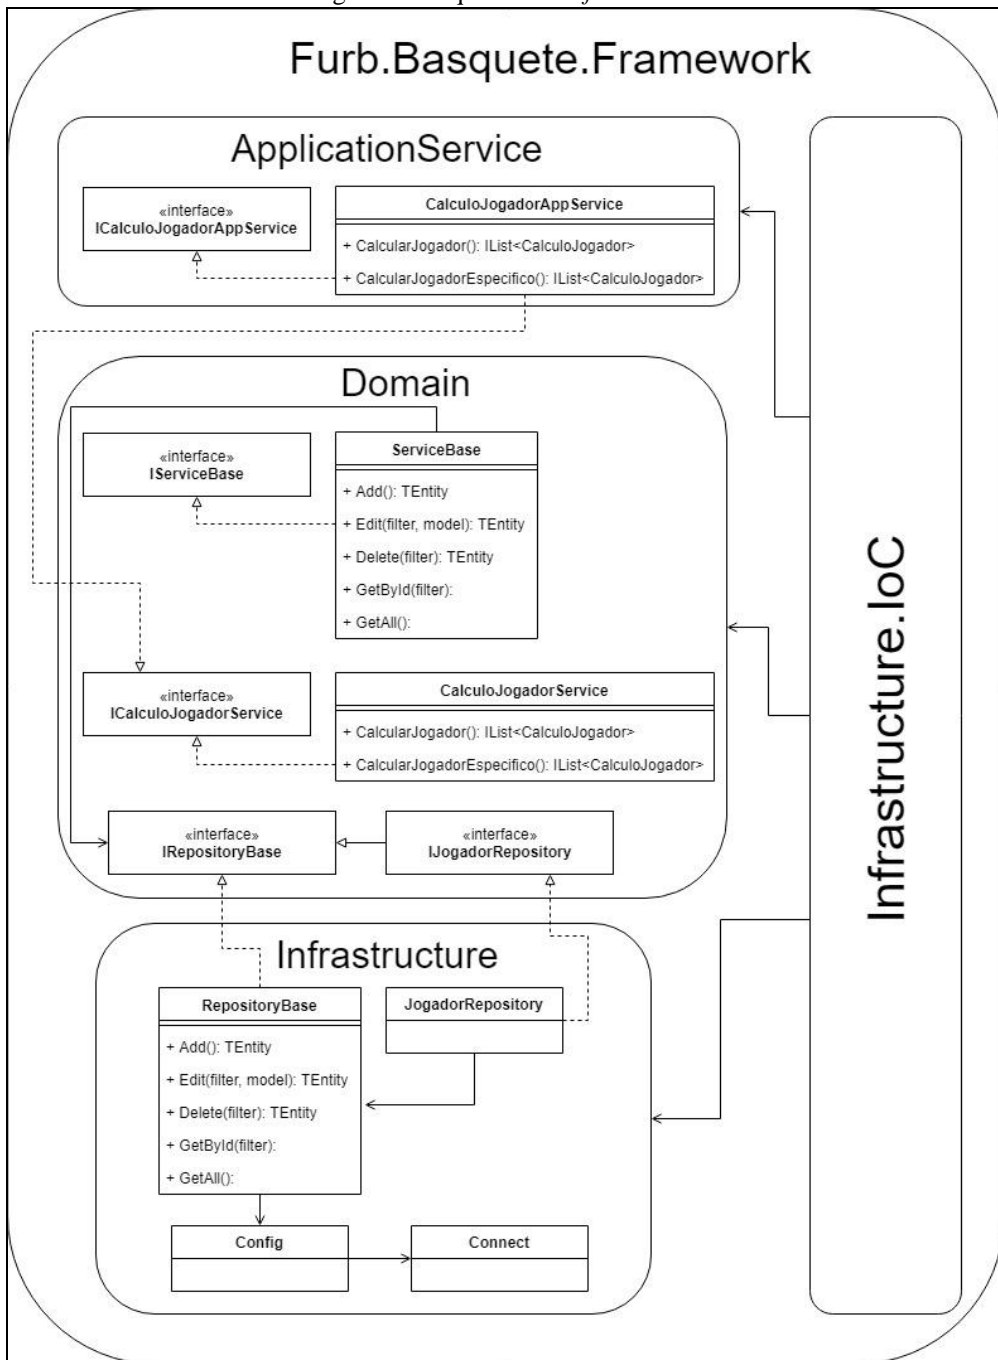 Furb.Basquete.Framework
ApplicationService
«interface»
ICalculoJogadorAppService
CalculoJogadorAppService
+ CalcularJogador(): IList<CalculoJogador>
+ CalcularJogadorEspecifico(): IList<CalculoJogador>
Domain
«interface»
IServiceBase
ServiceBase
+ Add(): TEntity
+ Edit(filter, model): TEntity
+ Delete(filter): TEntity
+ GetById(filter):
+ GetAll():
«interface»
ICalculoJogadorService
CalculoJogadorService
+ CalcularJogador(): IList<CalculoJogador>
+ CalcularJogadorEspecifico(): IList<CalculoJogador>
«interface»
IRepositoryBase
«interface»
IJogadorRepository
Infrastructure
RepositoryBase
+ Add(): TEntity
+ Edit(filter, model): TEntity
+ Delete(filter): TEntity
+ GetById(filter):
+ GetAll():
JogadorRepository
Config
Connect
Infrastructure.IoC